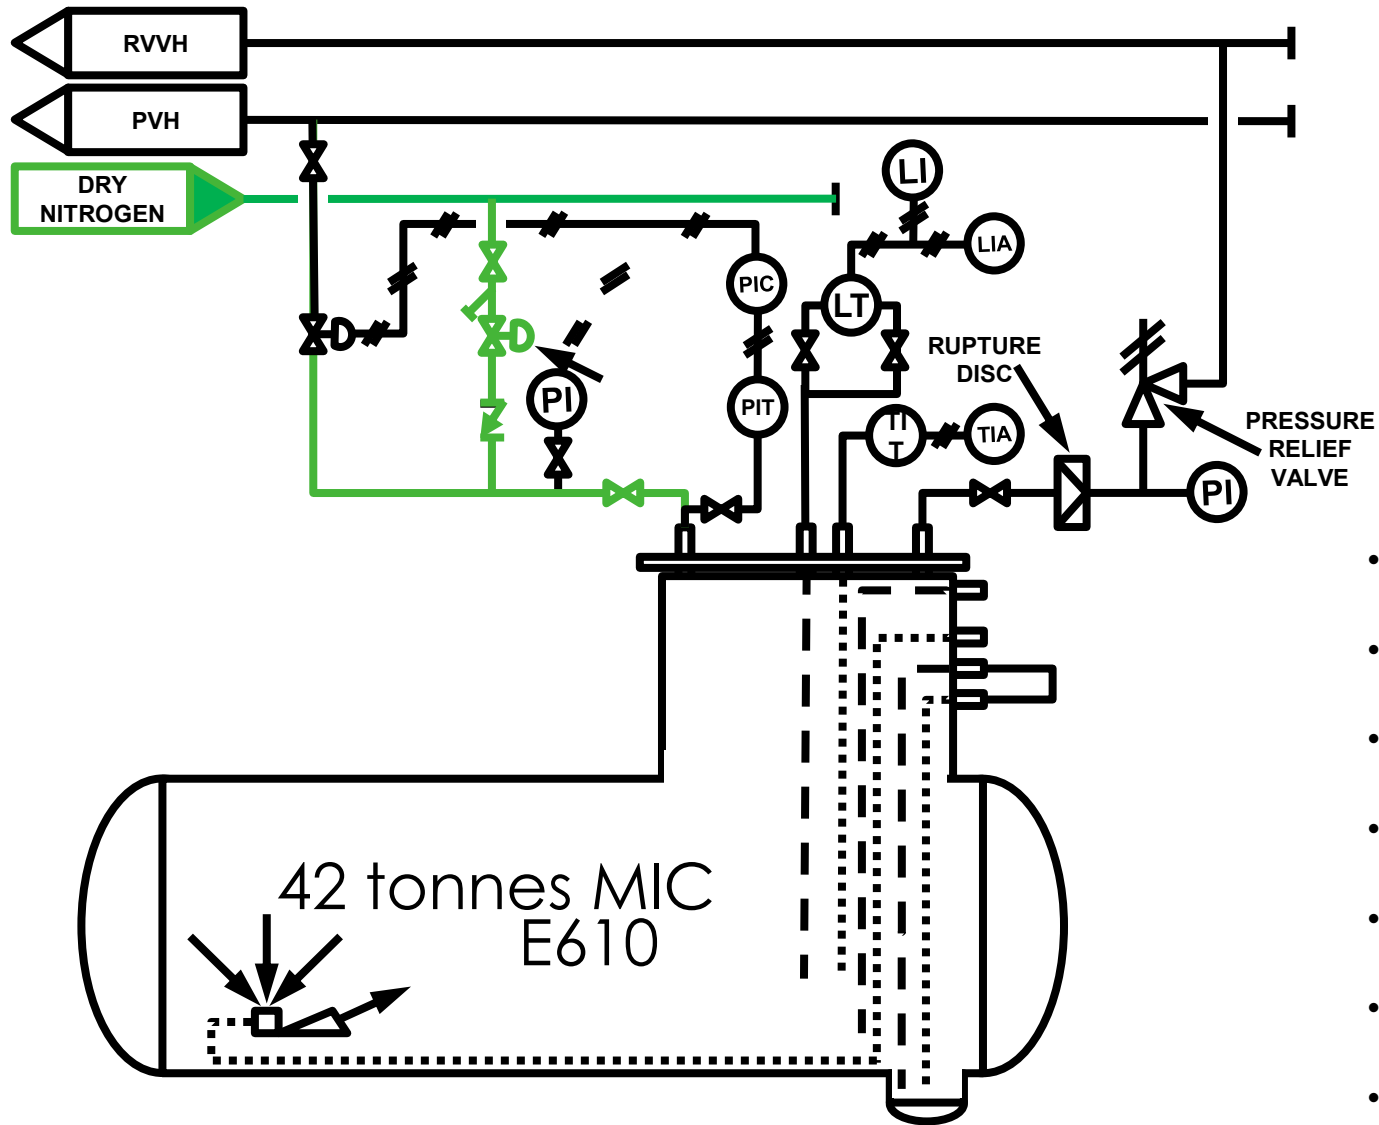 RVVH
PVH
DRY
NITROGEN
LI
LIA
PIC
LT
RUPTURE
DISC
PI
PIT
TI
T
TIA
PRESSURE
RELIEF
VALVE
PI
42 tonnes MIC
E610